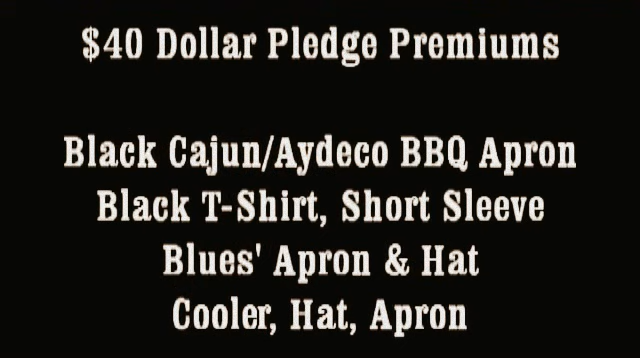 $40 Dollar Pledge Premiums
Black Cajun/Aydeco BBQ Apron
Black T-Shirt, Short Sleeve
Blues' Apron & Hat
Cooler, Hat, Apron